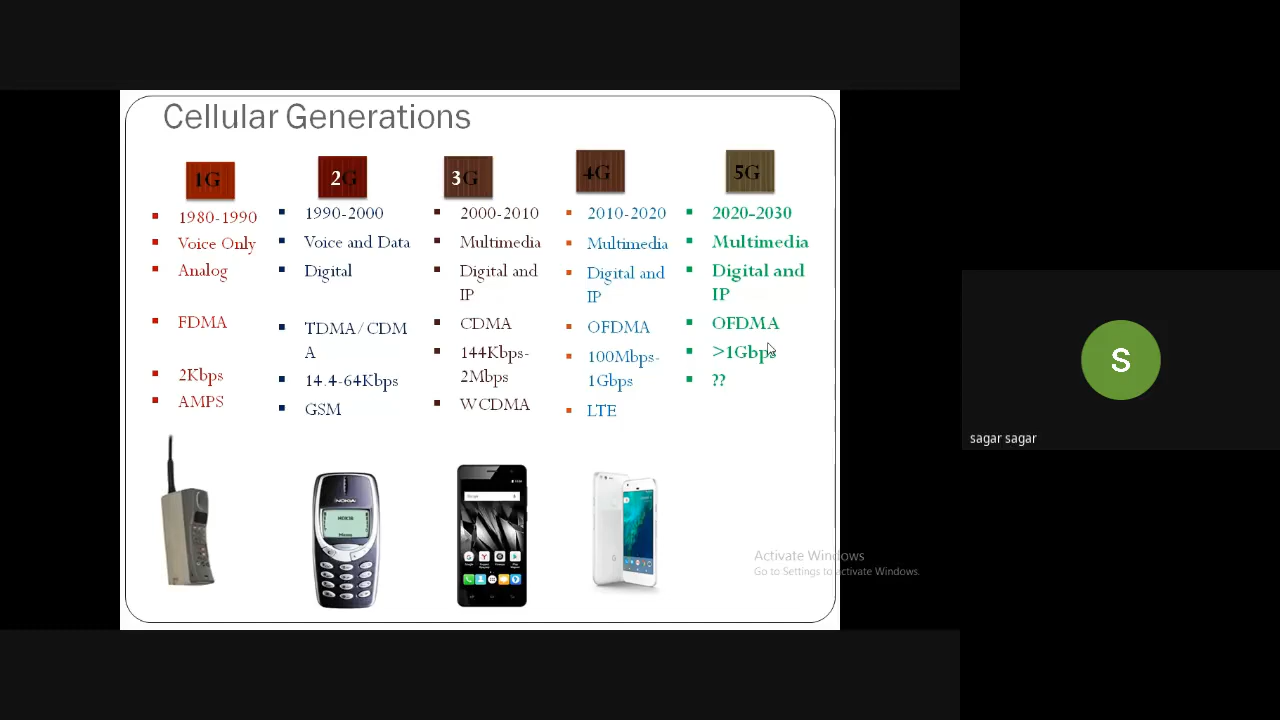 Cellular Generations
1G
1980-1990
Voice Only
Analog
FDMA
2Kbps
AMPS
2G
1990-2000
Voice and Data
Digital
TDMA/CDM
A
14.4-64Kbps
GSM
3G
2000-2010
Multimedia
Digital and
IP
CDMA
144Kbps-
2Mbps
WCDMA
4G
2010-2020
Multimedia
Digital and
IP
OFDMA
100Mbps-
1Gbps
LTE
5G
2020-2030
Multimedia
Digital and
IP
OFDMA
>1Gbps
??
NOKIA
Activate Windows
Go to Settings to activate Windows.
S
sagar sagar